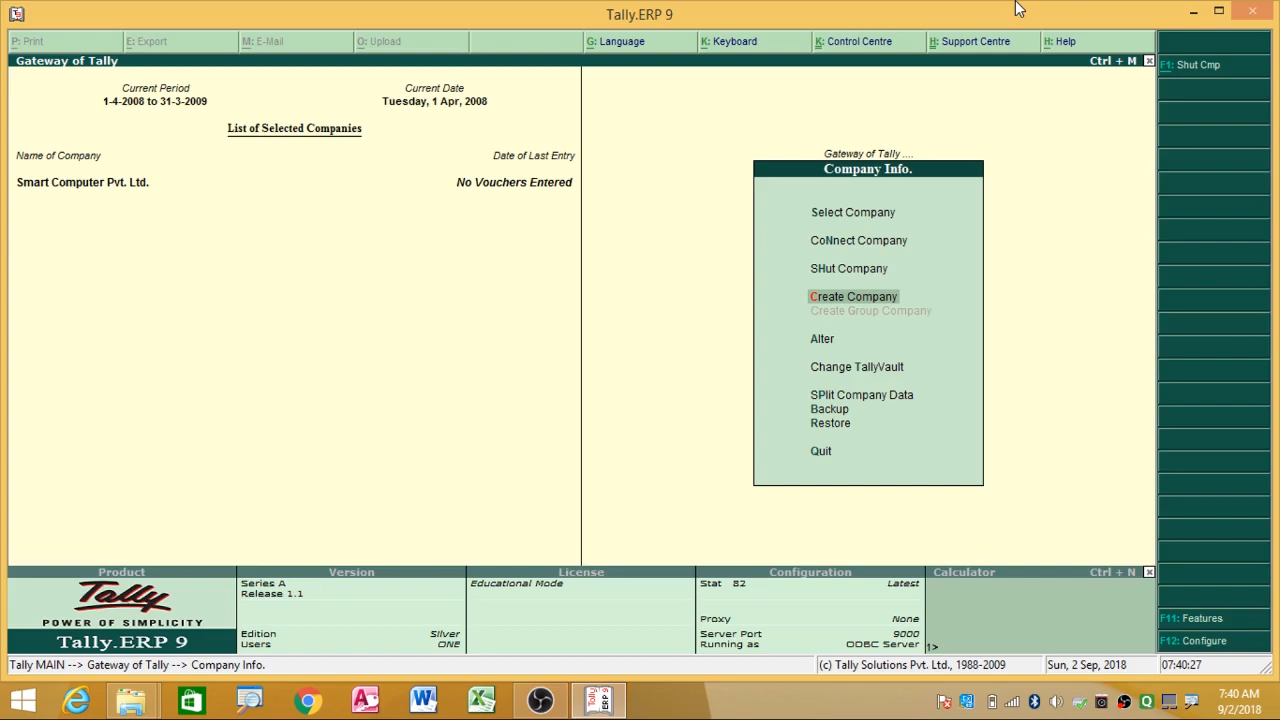 Tally.ERP 9
P: Print
E: Export
M: E-Mail
O: Upload
G: Language
K: Keyboard
K: Control Centre
H: Support Centre
H: Help
Gateway of Tally
Ctrl + M
F1: Shut Cmp
Current Period
Current Date
1-4-2008 to 31-3-2009
Tuesday, 1 Apr, 2008
List of Selected Companies
Name of Company
Date of Last Entry
Smart Computer Pvt. Ltd.
No Vouchers Entered
Gateway of Tally ....
Company Info.
Select Company
CoNnect Company
SHut Company
Create Company
Create Group Company
Alter
Change TallyVault
SPlit Company Data
Backup
Restore
Quit
F11: Features
F12: Configure
Product
Tally
POWER OF SIMPLICITY
Tally.ERP 9
Version
Series A
Release 1.1
Edition Silver
Users ONE
License
Educational Mode
Configuration
Stat 82 Latest
Proxy None
Server Port 9000
Running as ODBC Server
Calculator
Ctrl + N
1>
Tally MAIN --> Gateway of Tally --> Company Info.
(c) Tally Solutions Pvt. Ltd., 1988-2009
Sun, 2 Sep, 2018
07:40:27
7:40 AM
9/2/2018